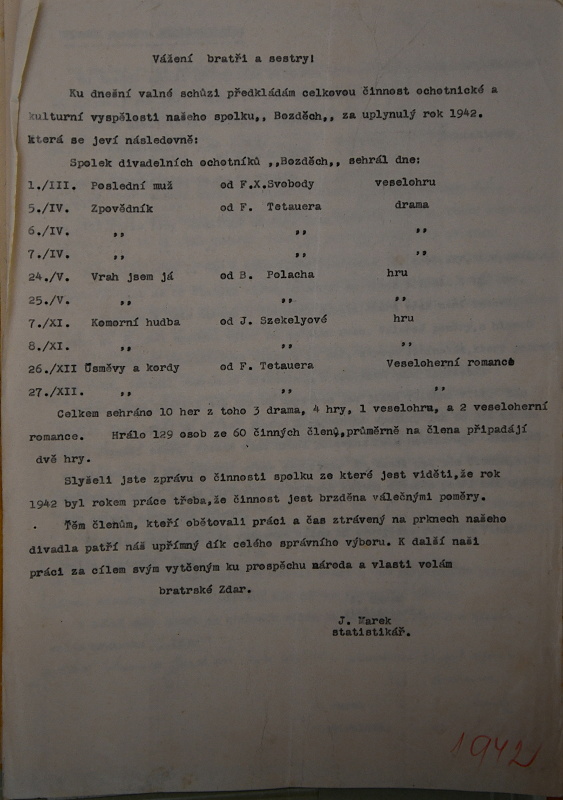 Vážení bratři a sestry!
Ku dnešní valné schůzi předkládám celkovou činnost ochotnické a
kulturní vyspělosti našeho spolku,, Bozděch,, za uplynulý rok 1942.
která se jeví následovně:
Spolek divadelních ochotníků ,,Bozděch,, sehrál dne:
1./III. Poslední muž od F.X.Svobody veselohru
5./IV. Zpovědník od F. Tetauera drama
6./IV. ,, ,, ,,
7./IV. ,, ,, ,,
24./V. Vrah jsem já od B. Polacha hru
25./V. ,, ,, ,,
7./XI. Komorní hudba od J. Szekelyové hru
8./XI. ,, ,, ,,
26./XII Úsměvy a kordy od F. Tetauera Veseloherní romance
27./XII. ,, ,, ,,
Celkem sehráno 10 her z toho 3 drama, 4 hry, 1 veselohru, a 2 veseloherní
romance. Hrálo 129 osob ze 60 činných členů,průměrně na člena připadájí
dvě hry.
Slyšeli jste zprávu o činnosti spolku ze které jest viděti,že rok
1942 byl rokem práce třeba,že činnost jest brzděna válečnými poměry.
Těm členům, kteří obětovali práci a čas ztrávený na prknech našeho
divadla patří náš upřímný dík celého správního výboru. K další naši
práci za cílem svým vytčeným ku prospěchu národa a vlasti volám
bratrské Zdar.
J. Marek
statistikář.
1942